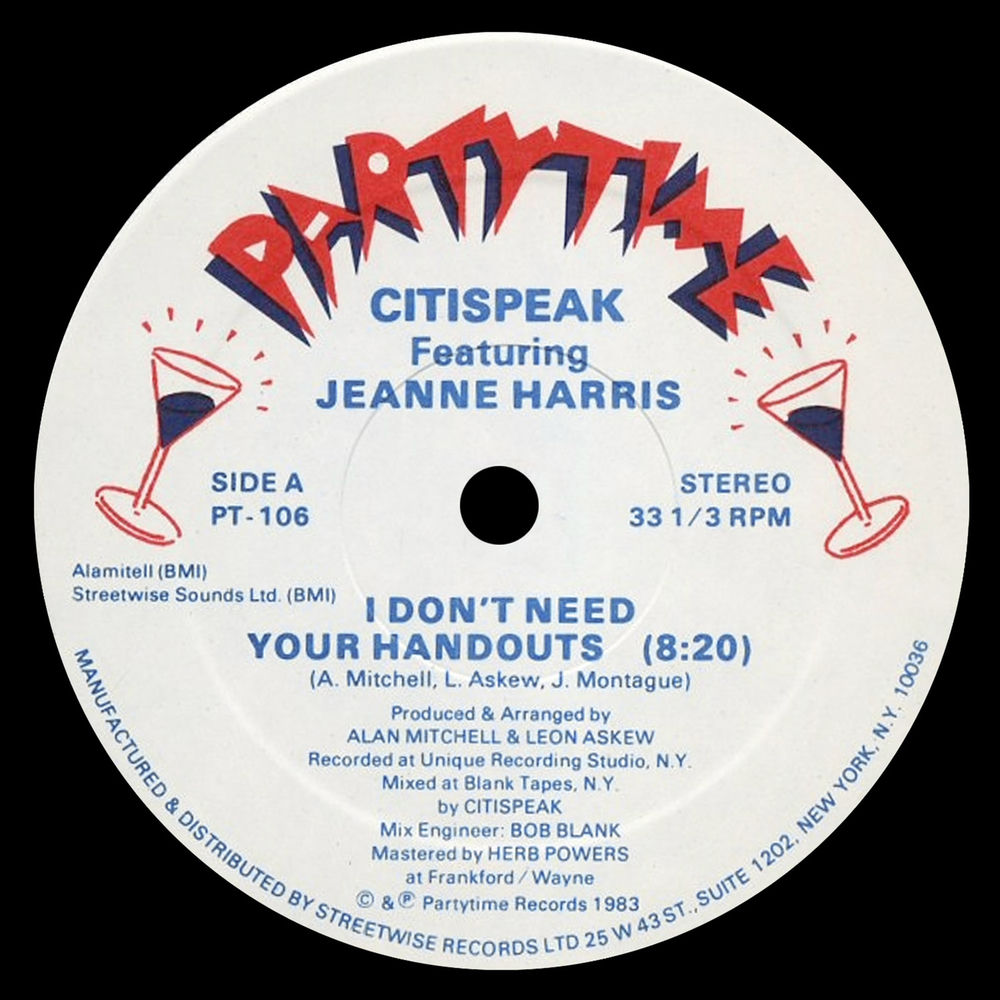 PARTYTIME
CITISPEAK
Featuring
JEANNE HARRIS
SIDE A
PT-106
STEREO
33 1/3 RPM
Alamitell (BMI)
Streetwise Sounds Ltd. (BMI)
I DON'T NEED
YOUR HANDOUTS (8:20)
(A. Mitchell, L. Askew, J. Montague)
Produced & Arranged by
ALAN MITCHELL & LEON ASKEW
Recorded at Unique Recording Studio, N.Y.
Mixed at Blank Tapes, N.Y.
by CITISPEAK
Mix Engineer: BOB BLANK
Mastered by HERB POWERS
at Frankford / Wayne
© & ℗ Partytime Records 1983
MANUFACTURED & DISTRIBUTED BY STREETWISE RECORDS LTD 25 W 43 ST., SUITE 1202, NEW YORK, N.Y. 10036